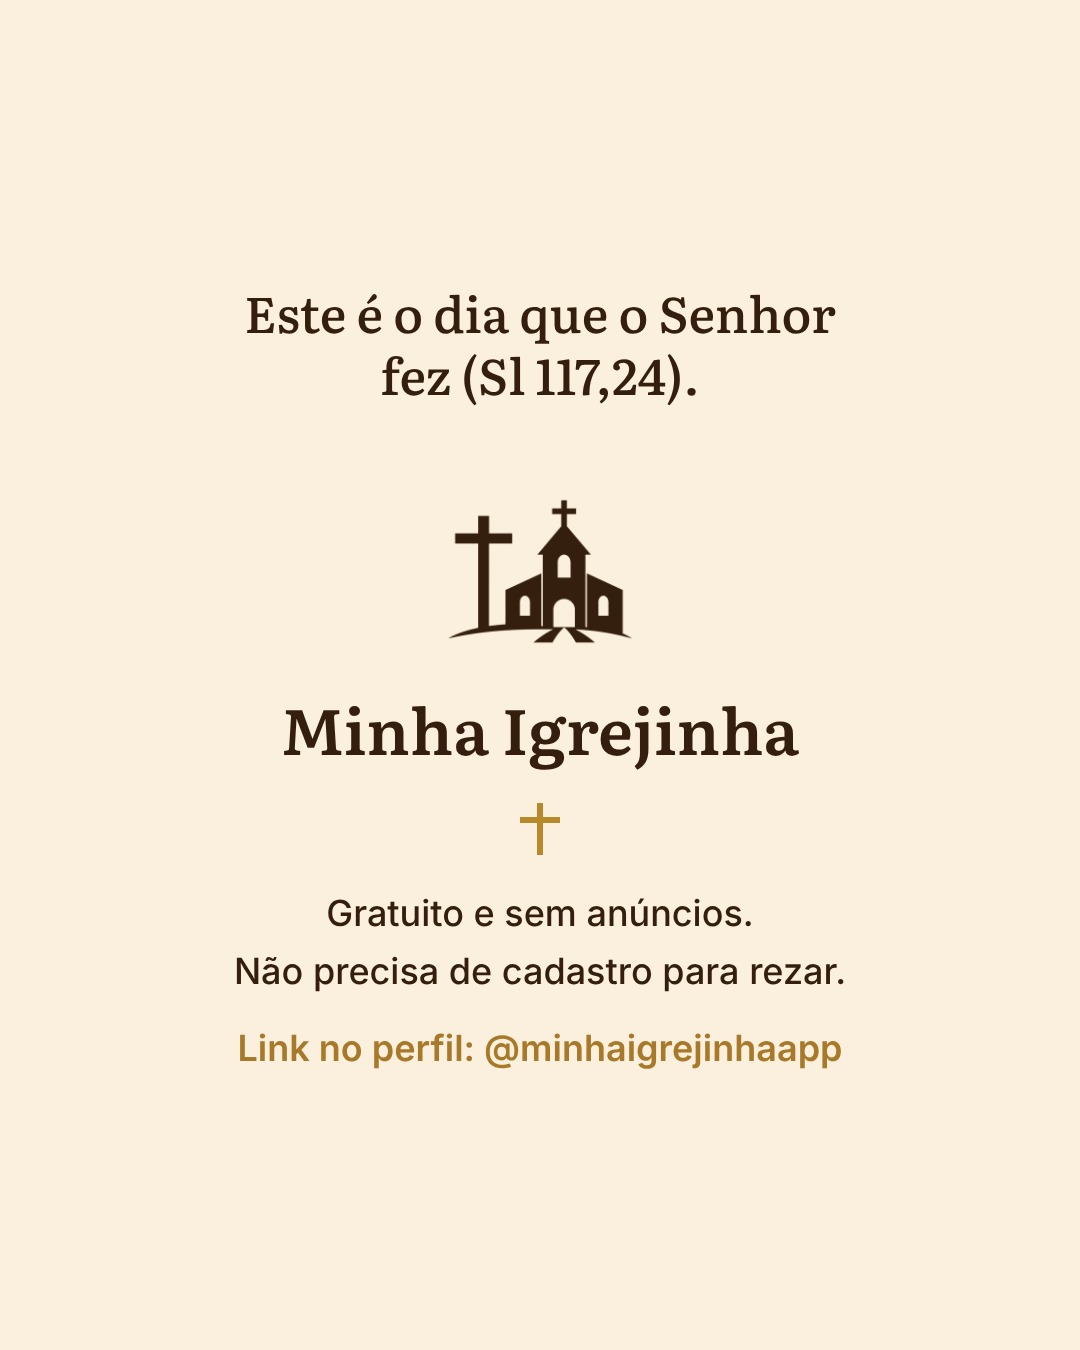 Este é o dia que o Senhor
fez (Sl 117,24).
Minha Igrejinha
Gratuito e sem anúncios.
Não precisa de cadastro para rezar.
Link no perfil: @minhaigrejinhaapp